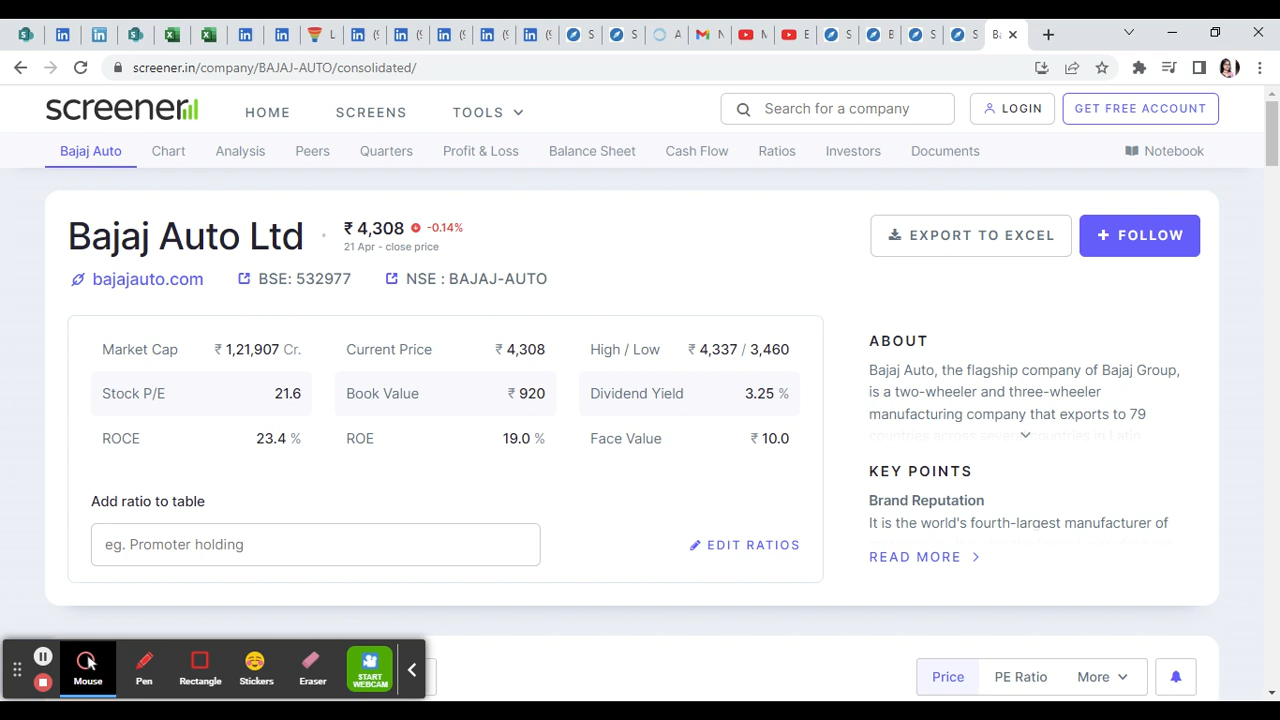 L
(
(
(
(
(
S
S
A
N
M
E
S
B
S
S
Ba
screener.in/company/BAJAJ-AUTO/consolidated/
screener
HOME
SCREENS
TOOLS
Search for a company
LOGIN
GET FREE ACCOUNT
Bajaj Auto
Chart
Analysis
Peers
Quarters
Profit & Loss
Balance Sheet
Cash Flow
Ratios
Investors
Documents
Notebook
Bajaj Auto Ltd
₹ 4,308 -0.14%
21 Apr - close price
EXPORT TO EXCEL
+ FOLLOW
bajajauto.com
BSE: 532977
NSE : BAJAJ-AUTO
Market Cap ₹ 1,21,907 Cr.
Current Price ₹ 4,308
High / Low ₹ 4,337 / 3,460
Stock P/E 21.6
Book Value ₹ 920
Dividend Yield 3.25 %
ROCE 23.4 %
ROE 19.0 %
Face Value ₹ 10.0
Add ratio to table
eg. Promoter holding
EDIT RATIOS
ABOUT
Bajaj Auto, the flagship company of Bajaj Group,
is a two-wheeler and three-wheeler
manufacturing company that exports to 79
countries across several countries in Latin
KEY POINTS
Brand Reputation
It is the world's fourth-largest manufacturer of
READ MORE
Mouse
Pen
Rectangle
Stickers
Eraser
START
WEBCAM
Price
PE Ratio
More